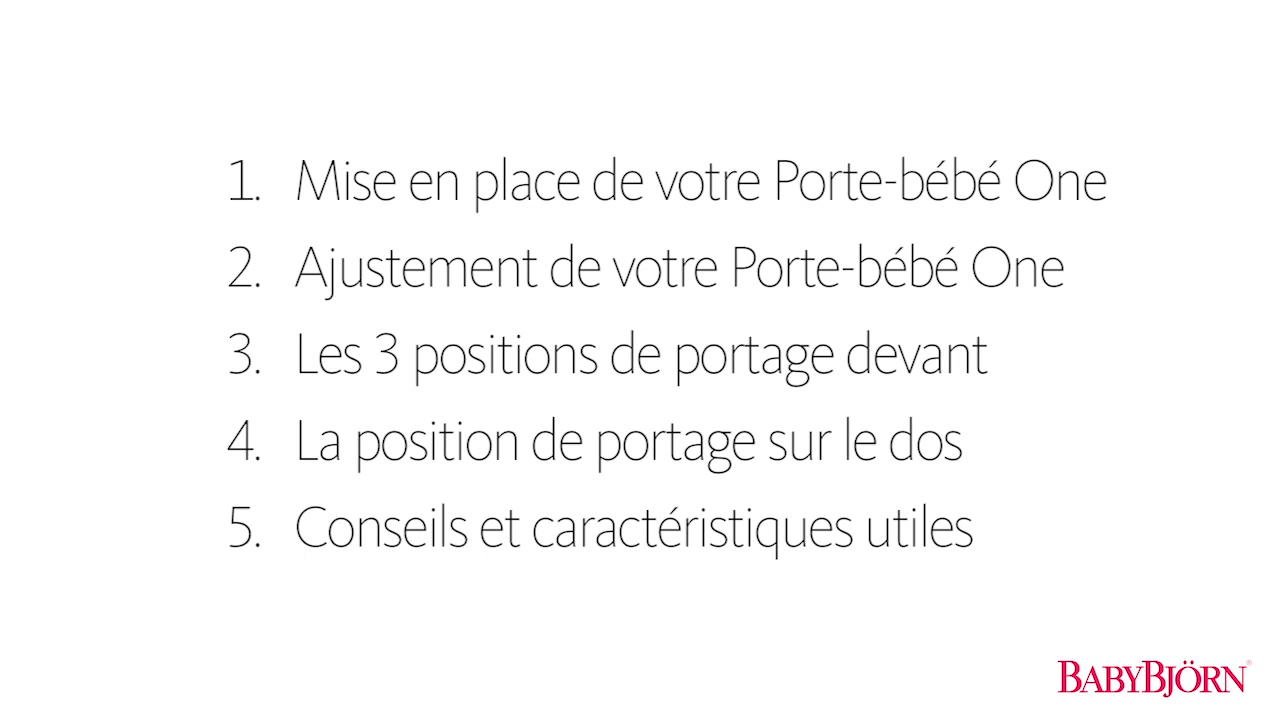 1. Mise en place de votre Porte-bébé One
2. Ajustement de votre Porte-bébé One
3. Les 3 positions de portage devant
4. La position de portage sur le dos
5. Conseils et caractéristiques utiles
BABYBJÖRN®